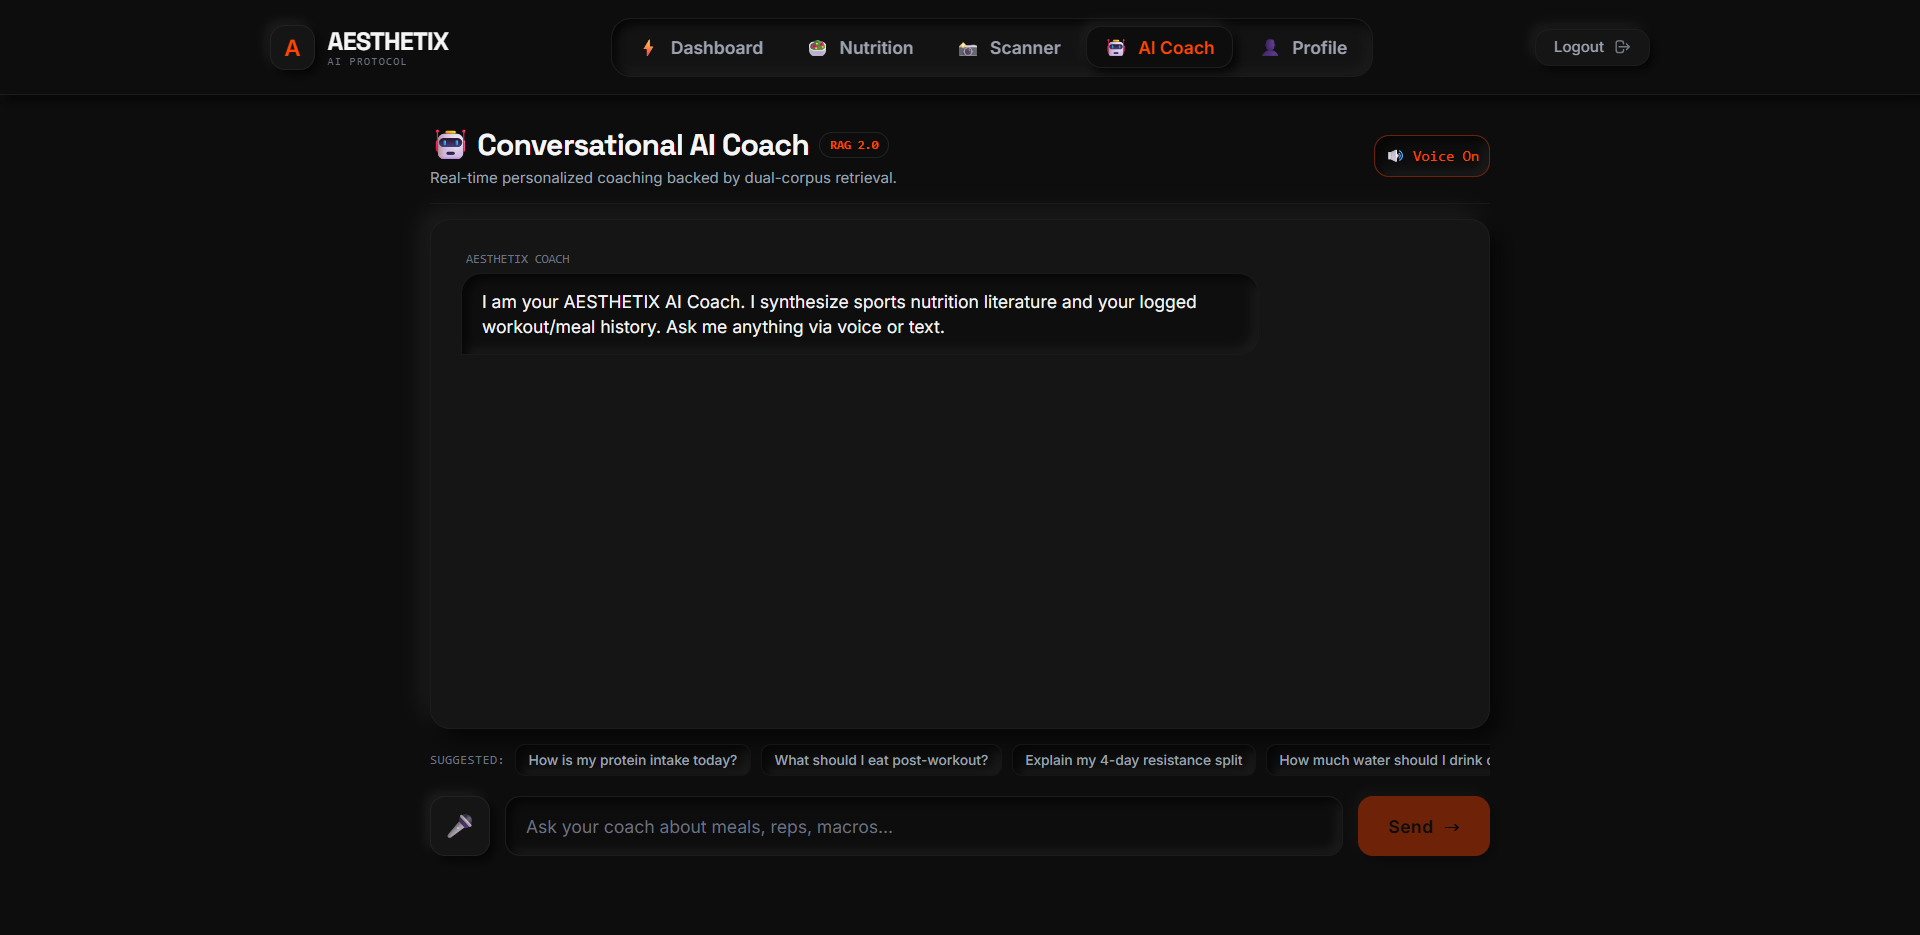 A
AESTHETIX
AI PROTOCOL
Dashboard
Nutrition
Scanner
AI Coach
Profile
Logout
Conversational AI Coach
RAG 2.0
Real-time personalized coaching backed by dual-corpus retrieval.
Voice On
AESTHETIX COACH
I am your AESTHETIX AI Coach. I synthesize sports nutrition literature and your logged
workout/meal history. Ask me anything via voice or text.
SUGGESTED:
How is my protein intake today?
What should I eat post-workout?
Explain my 4-day resistance split
How much water should I drink
Ask your coach about meals, reps, macros...
Send →